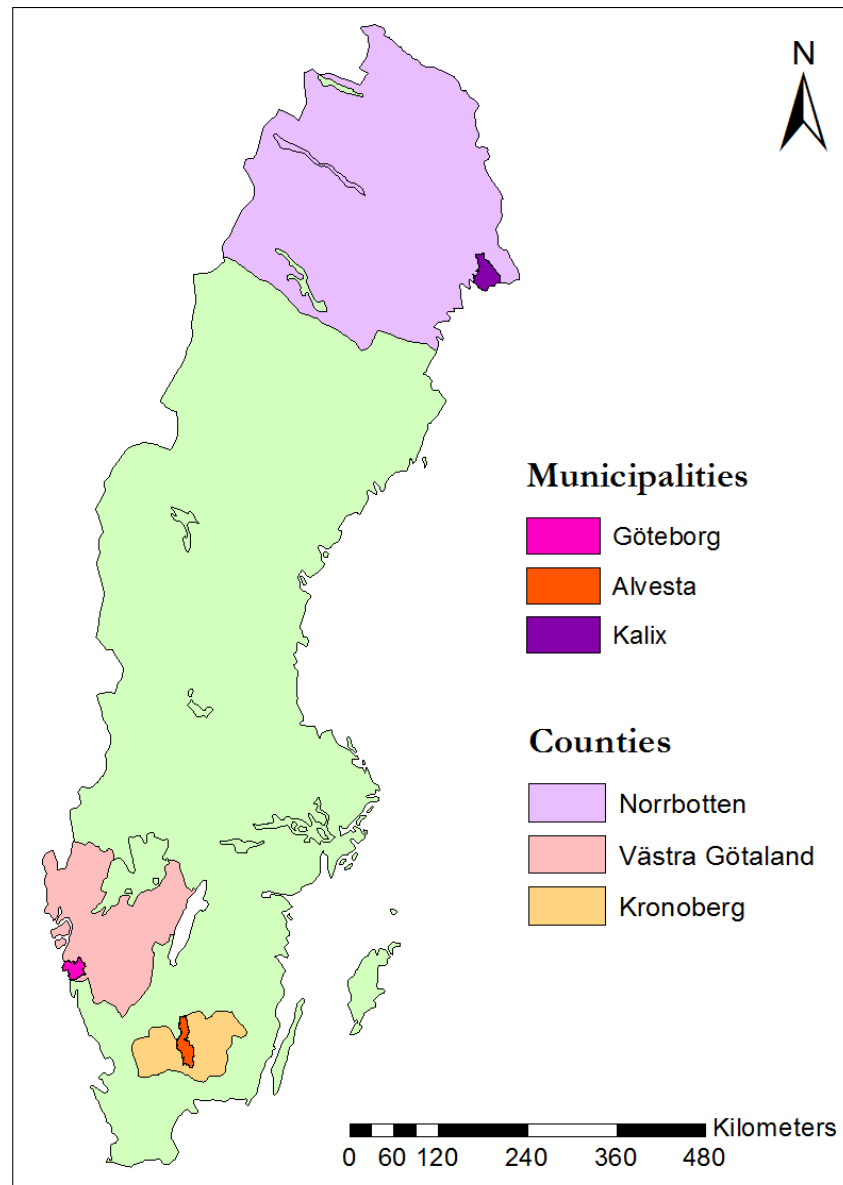 N
Municipalities
Göteborg
Alvesta
Kalix
Counties
Norrbotten
Västra Götaland
Kronoberg
Kilometers
0 60 120 240 360 480